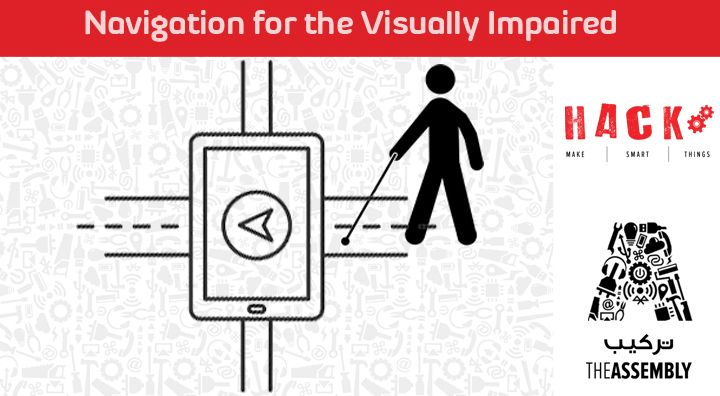 Navigation for the Visually Impaired
HACK
MAKE | SMART | THINGS
تركيب
THEASSEMBLY